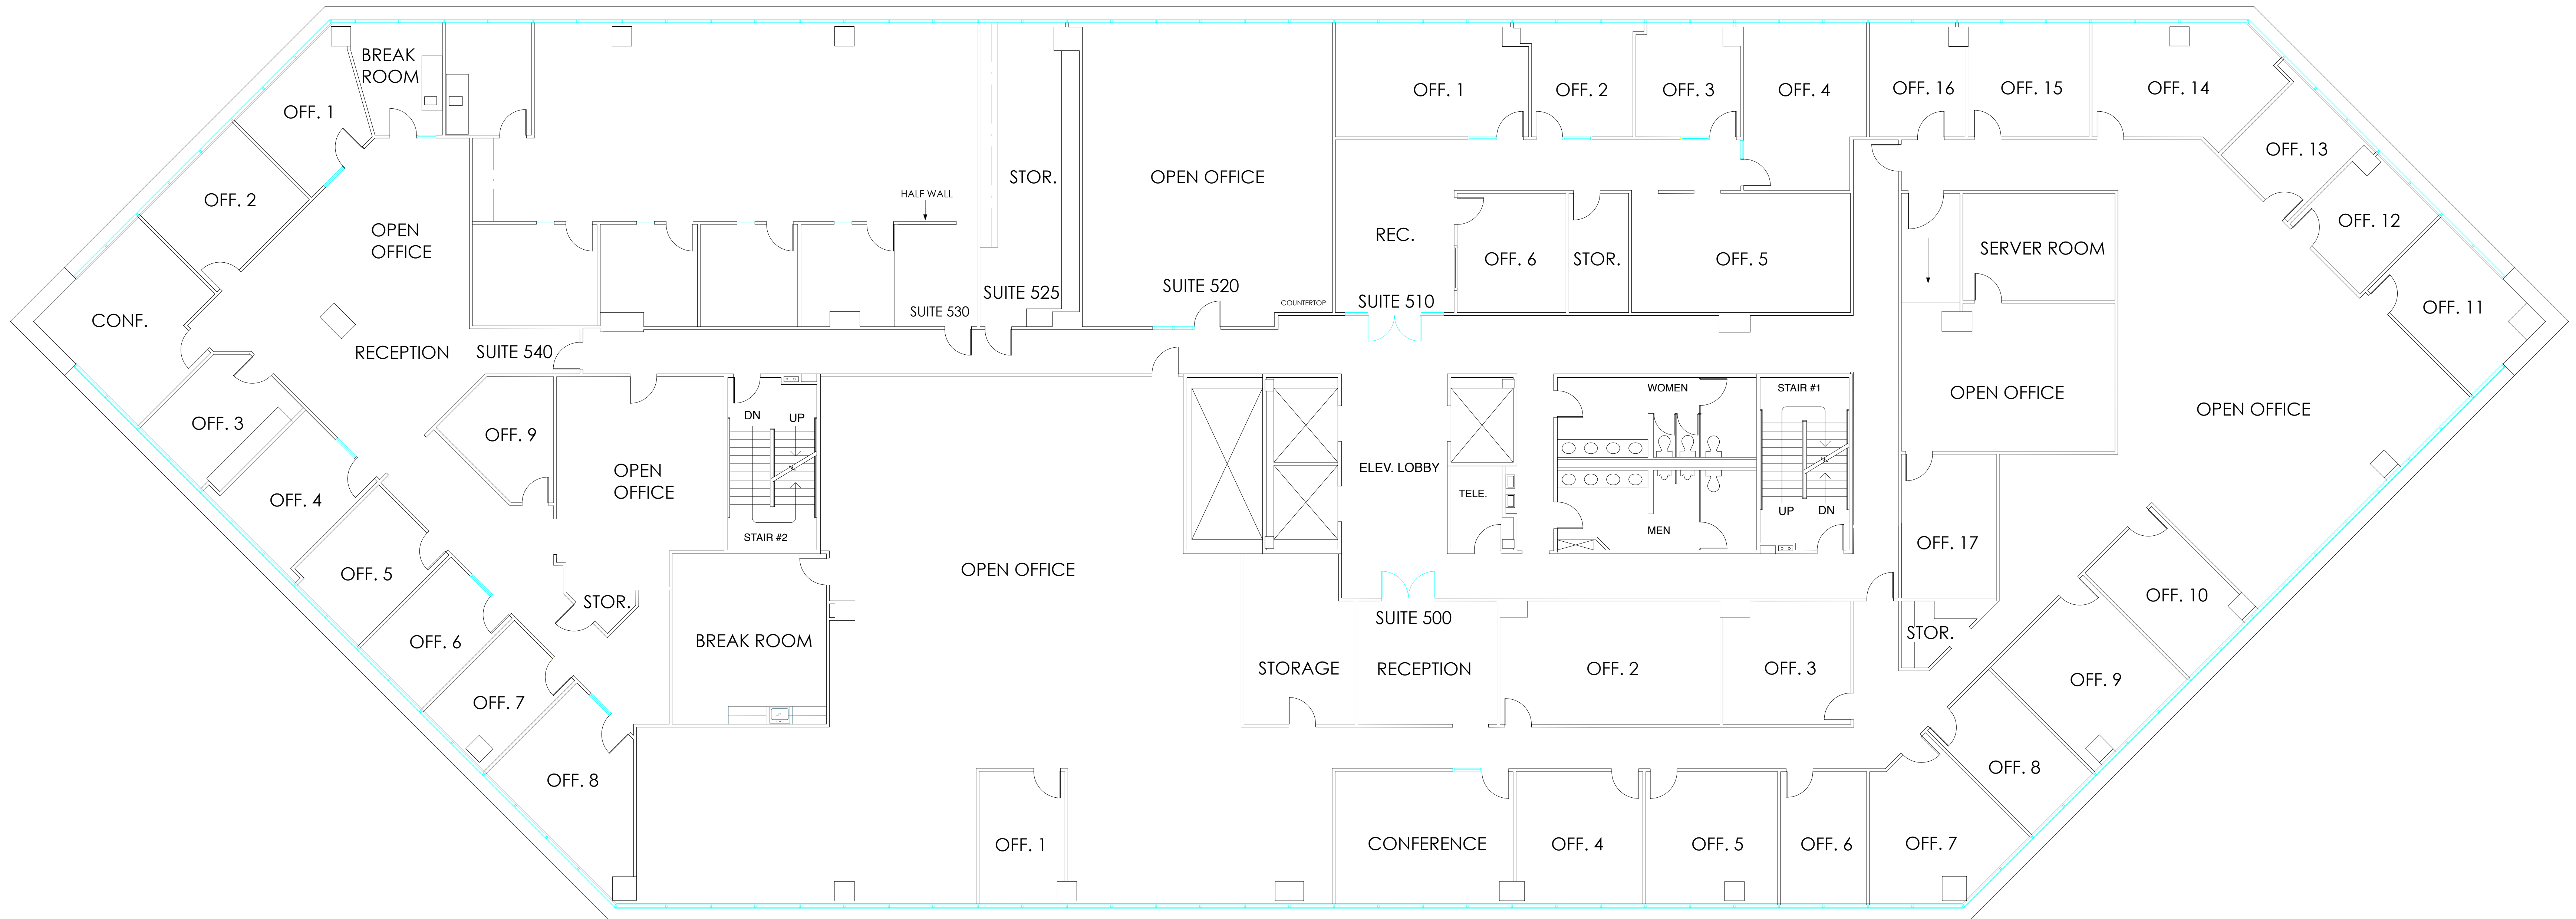 BREAK
ROOM
OFF. 1
OFF. 2
CONF.
OPEN
OFFICE
RECEPTION
SUITE 540
OFF. 3
OFF. 4
OFF. 5
OFF. 6
OFF. 7
OFF. 8
OFF. 9
STOR.
OPEN
OFFICE
HALF WALL
SUITE 530
STOR.
SUITE 525
OPEN OFFICE
SUITE 520
COUNTERTOP
OFF. 1
OFF. 2
OFF. 3
OFF. 4
REC.
SUITE 510
OFF. 6
STOR.
OFF. 5
OFF. 16
OFF. 15
OFF. 14
OFF. 13
OFF. 12
OFF. 11
SERVER ROOM
OPEN OFFICE
OPEN OFFICE
OFF. 17
OFF. 10
STOR.
OFF. 9
OFF. 8
DN
UP
STAIR #2
BREAK ROOM
OPEN OFFICE
ELEV. LOBBY
TELE.
WOMEN
MEN
STAIR #1
UP
DN
STORAGE
SUITE 500
RECEPTION
OFF. 2
OFF. 3
OFF. 1
CONFERENCE
OFF. 4
OFF. 5
OFF. 6
OFF. 7